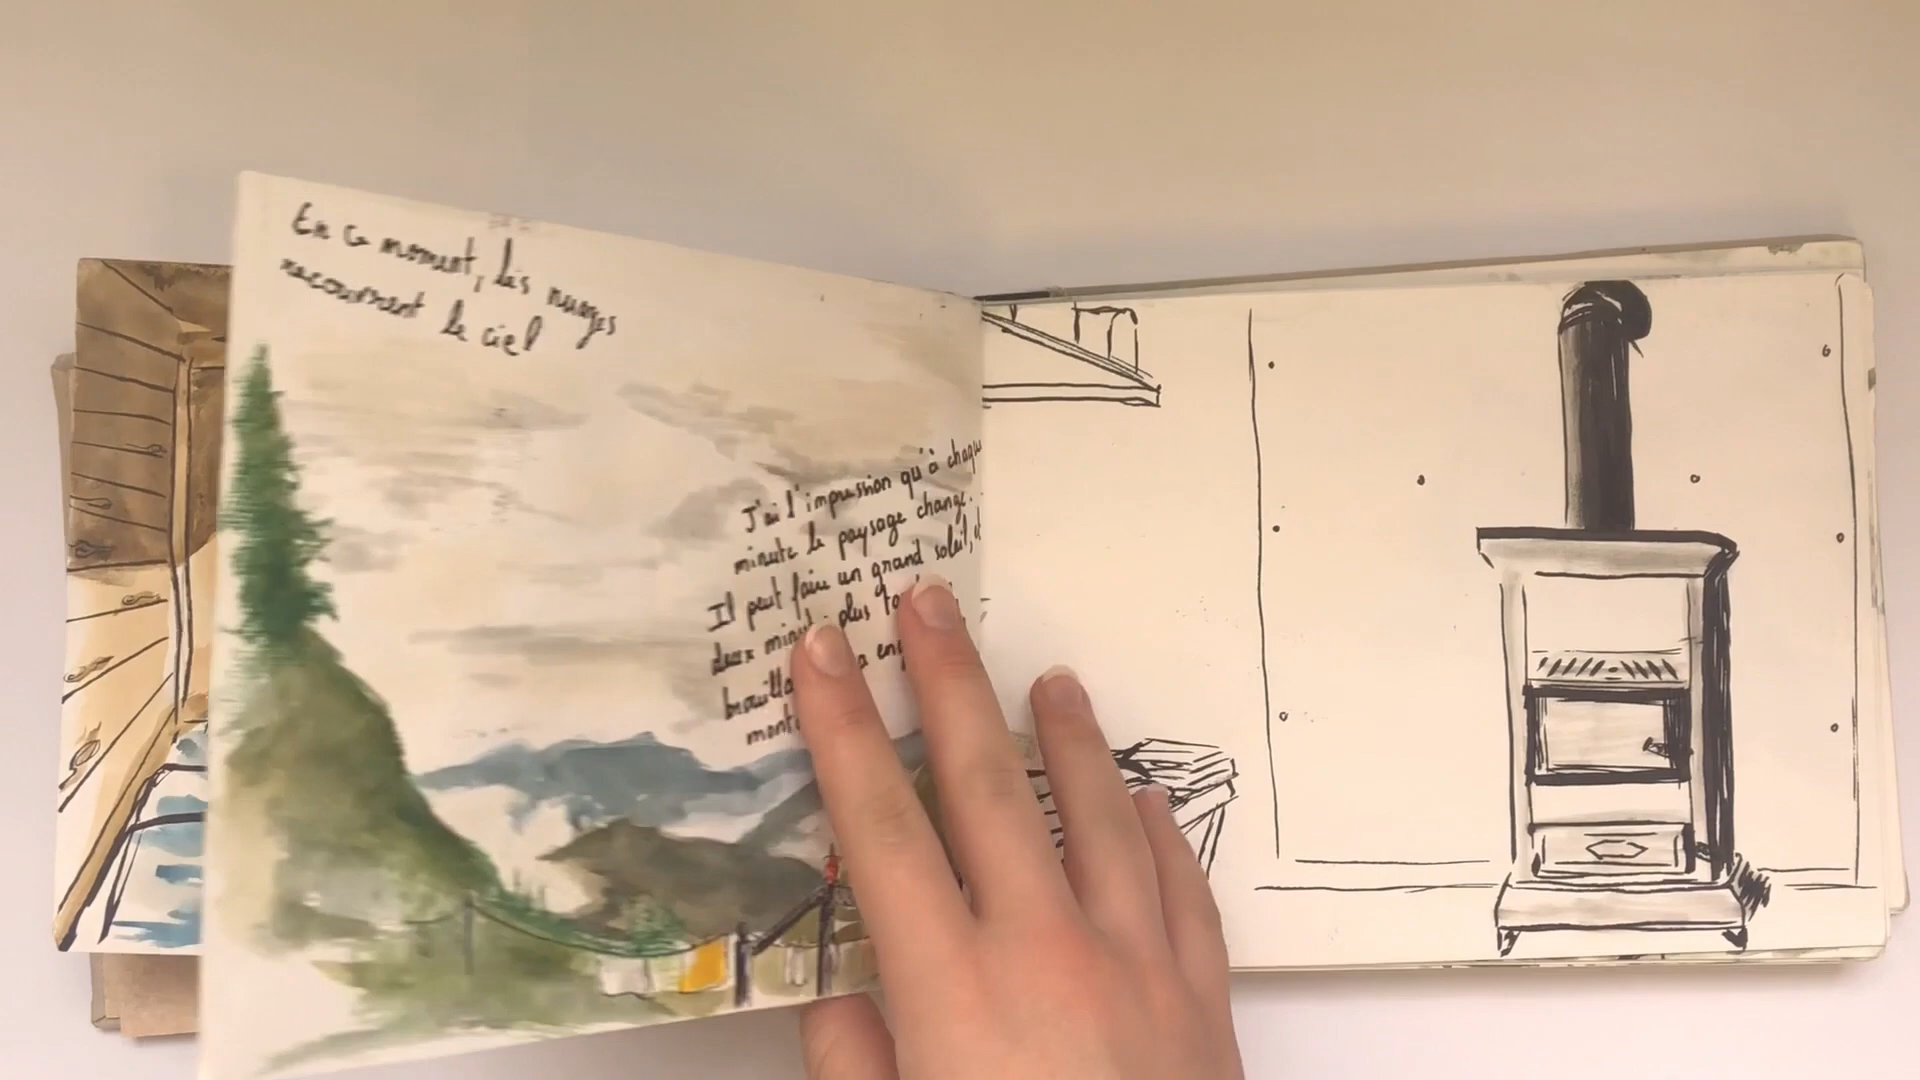 En ce moment, les nuages
recouvrent le ciel
J'ai l'impression qu'à chaque
minute le paysage change.
Il peut faire un grand soleil, et
deux minutes plus